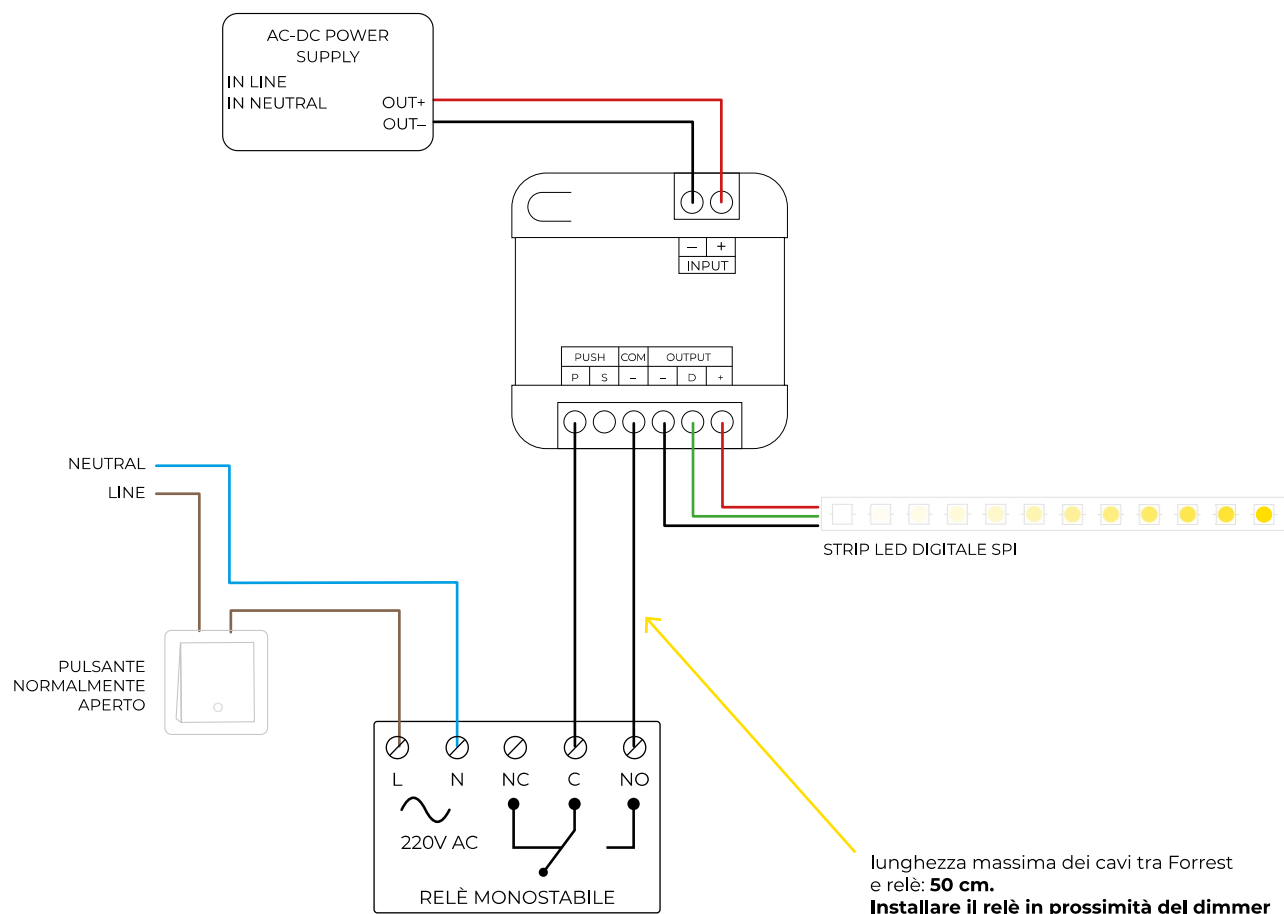 AC-DC POWER
SUPPLY
IN LINE
IN NEUTRAL
OUT+
OUT–
– +
INPUT
PUSH COM OUTPUT
P S – – D +
NEUTRAL
LINE
STRIP LED DIGITALE SPI
PULSANTE
NORMALMENTE
APERTO
L N NC C NO
220V AC
RELÈ MONOSTABILE
lunghezza massima dei cavi tra Forrest
e relè: 50 cm.
Installare il relè in prossimità del dimmer